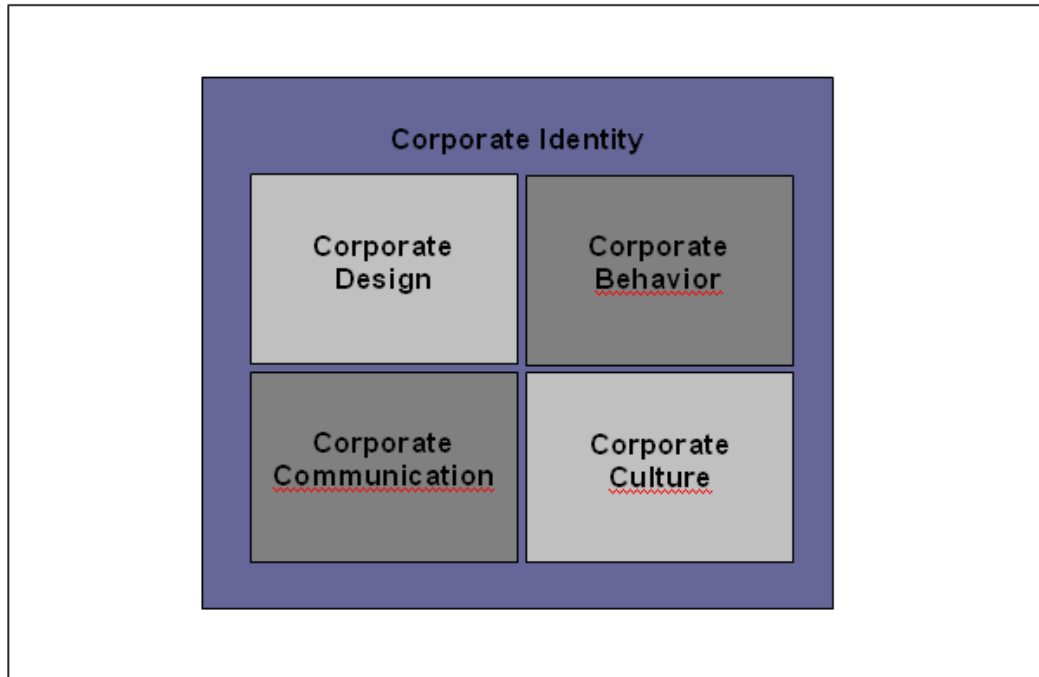 Corporate Identity
Corporate
Design
Corporate
Behavior
Corporate
Communication
Corporate
Culture